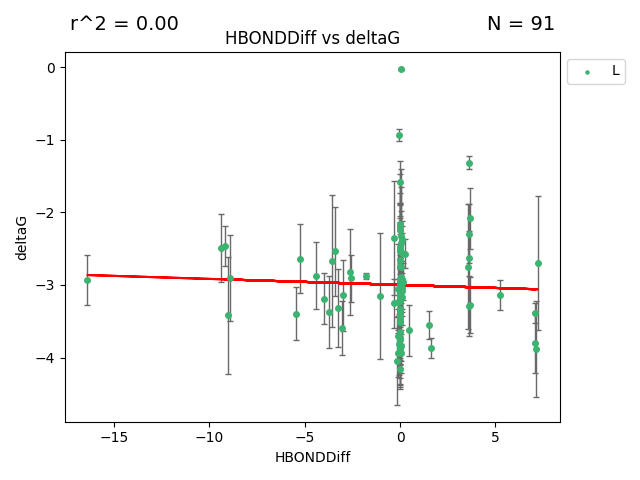 r^2 = 0.00
N = 91
HBONDDiff vs deltaG
L
deltaG
0
−1
−2
−3
−4
−15
−10
−5
0
5
HBONDDiff